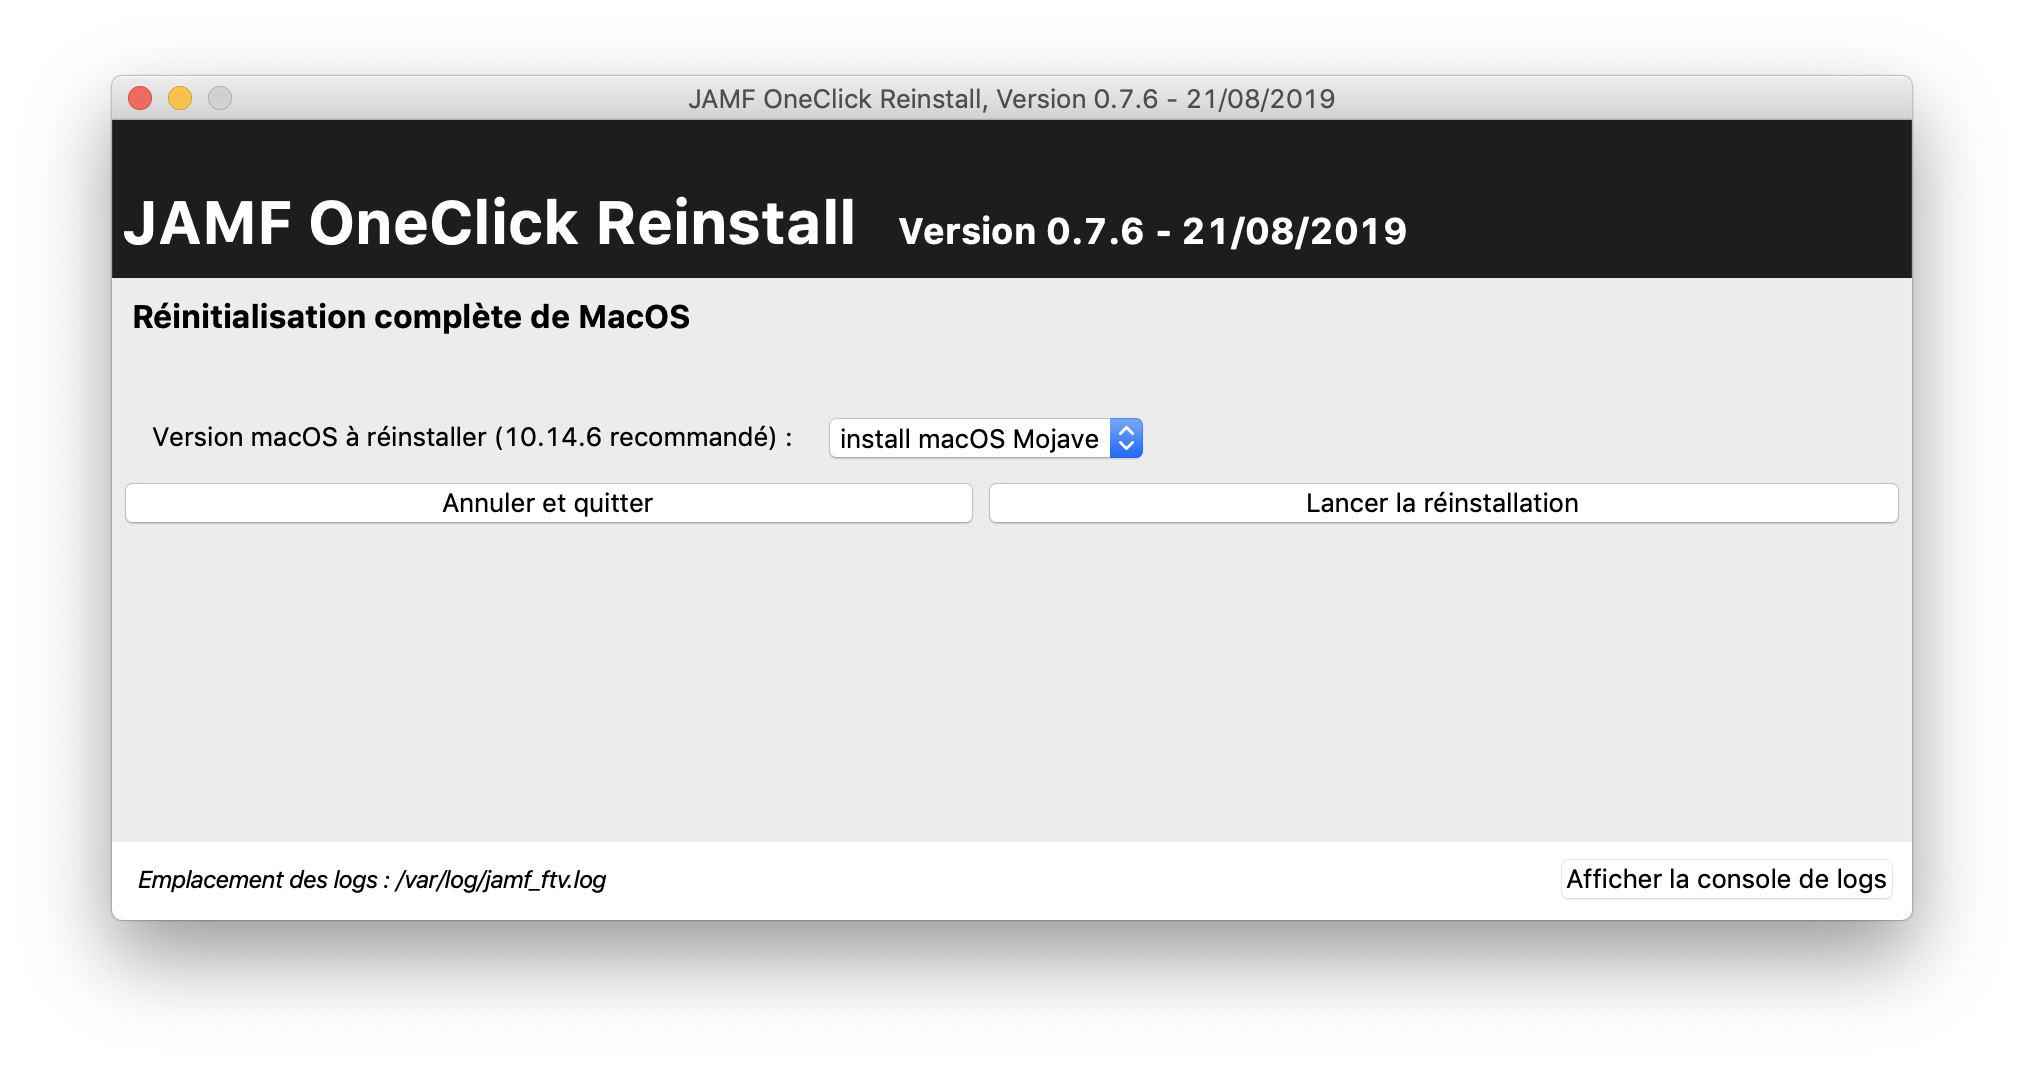 JAMF OneClick Reinstall, Version 0.7.6 - 21/08/2019
JAMF OneClick Reinstall Version 0.7.6 - 21/08/2019
Réinitialisation complète de MacOS
Version macOS à réinstaller (10.14.6 recommandé) : install macOS Mojave
Annuler et quitter Lancer la réinstallation
Emplacement des logs : /var/log/jamf_ftv.log Afficher la console de logs